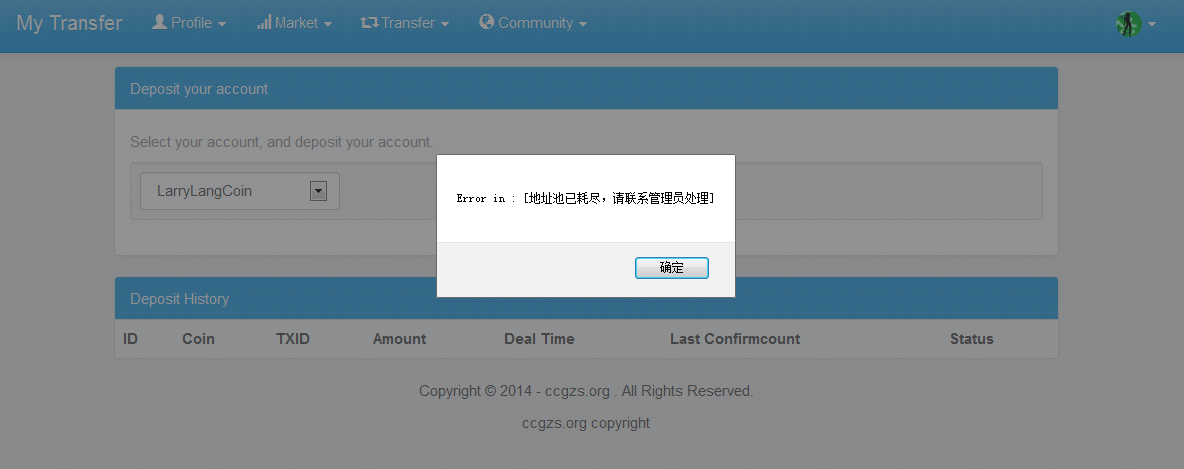 My Transfer Profile Market Transfer Community
Deposit your account
Select your account, and deposit your account.
LarryLangCoin
Error in : [地址池已耗尽，请联系管理员处理]
确定
Deposit History
ID Coin TXID Amount Deal Time Last Confirmcount Status
Copyright © 2014 - ccgzs.org . All Rights Reserved.
ccgzs.org copyright